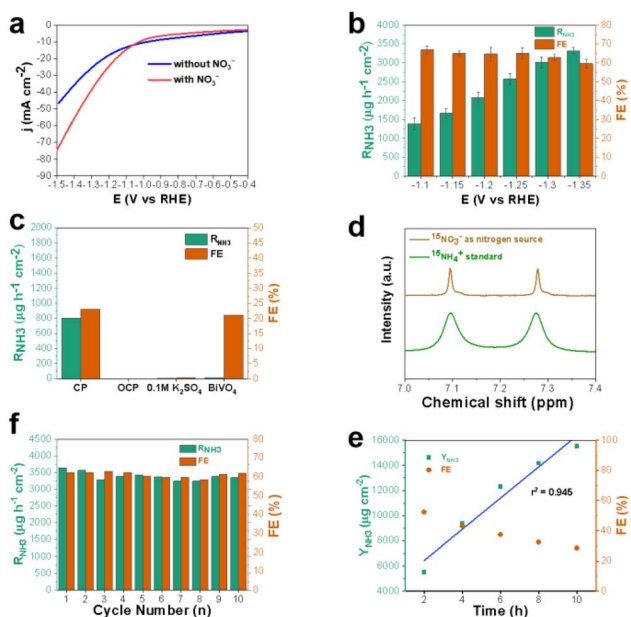 a
0
-10
-20
-30
-40
-50
-60
-70
-80
-90
j (mA cm⁻²)
without NO₃⁻
with NO₃⁻
-1.5 -1.4 -1.3 -1.2 -1.1 -1.0 -0.9 -0.8 -0.7 -0.6 -0.5 -0.4
E (V vs RHE)
b
4000
3500
3000
2500
2000
1500
1000
500
0
R_NH3 (µg h⁻¹ cm⁻²)
R_NH3
FE
80
70
60
50
40
30
20
10
0
FE (%)
-1.1 -1.15 -1.2 -1.25 -1.3 -1.35
E (V vs RHE)
c
2000
1800
1600
1400
1200
1000
800
600
400
200
0
R_NH3 (µg h⁻¹ cm⁻²)
R_NH3
FE
50
45
40
35
30
25
20
15
10
5
0
FE (%)
CP OCP 0.1M K₂SO₄ BiVO₄
d
¹⁵NO₃⁻ as nitrogen source
¹⁵NH₄⁺ standard
Intensity (a.u.)
7.0 7.1 7.2 7.3 7.4
Chemical shift (ppm)
f
4500
4000
3500
3000
2500
2000
1500
1000
500
0
R_NH3 (µg h⁻¹ cm⁻²)
R_NH3
FE
80
70
60
50
40
30
20
10
0
FE (%)
1 2 3 4 5 6 7 8 9 10
Cycle Number (n)
e
16000
14000
12000
10000
8000
6000
4000
Y_NH3 (µg cm⁻²)
Y_NH3
FE
r² = 0.945
100
80
60
40
20
0
FE (%)
2 4 6 8 10
Time (h)